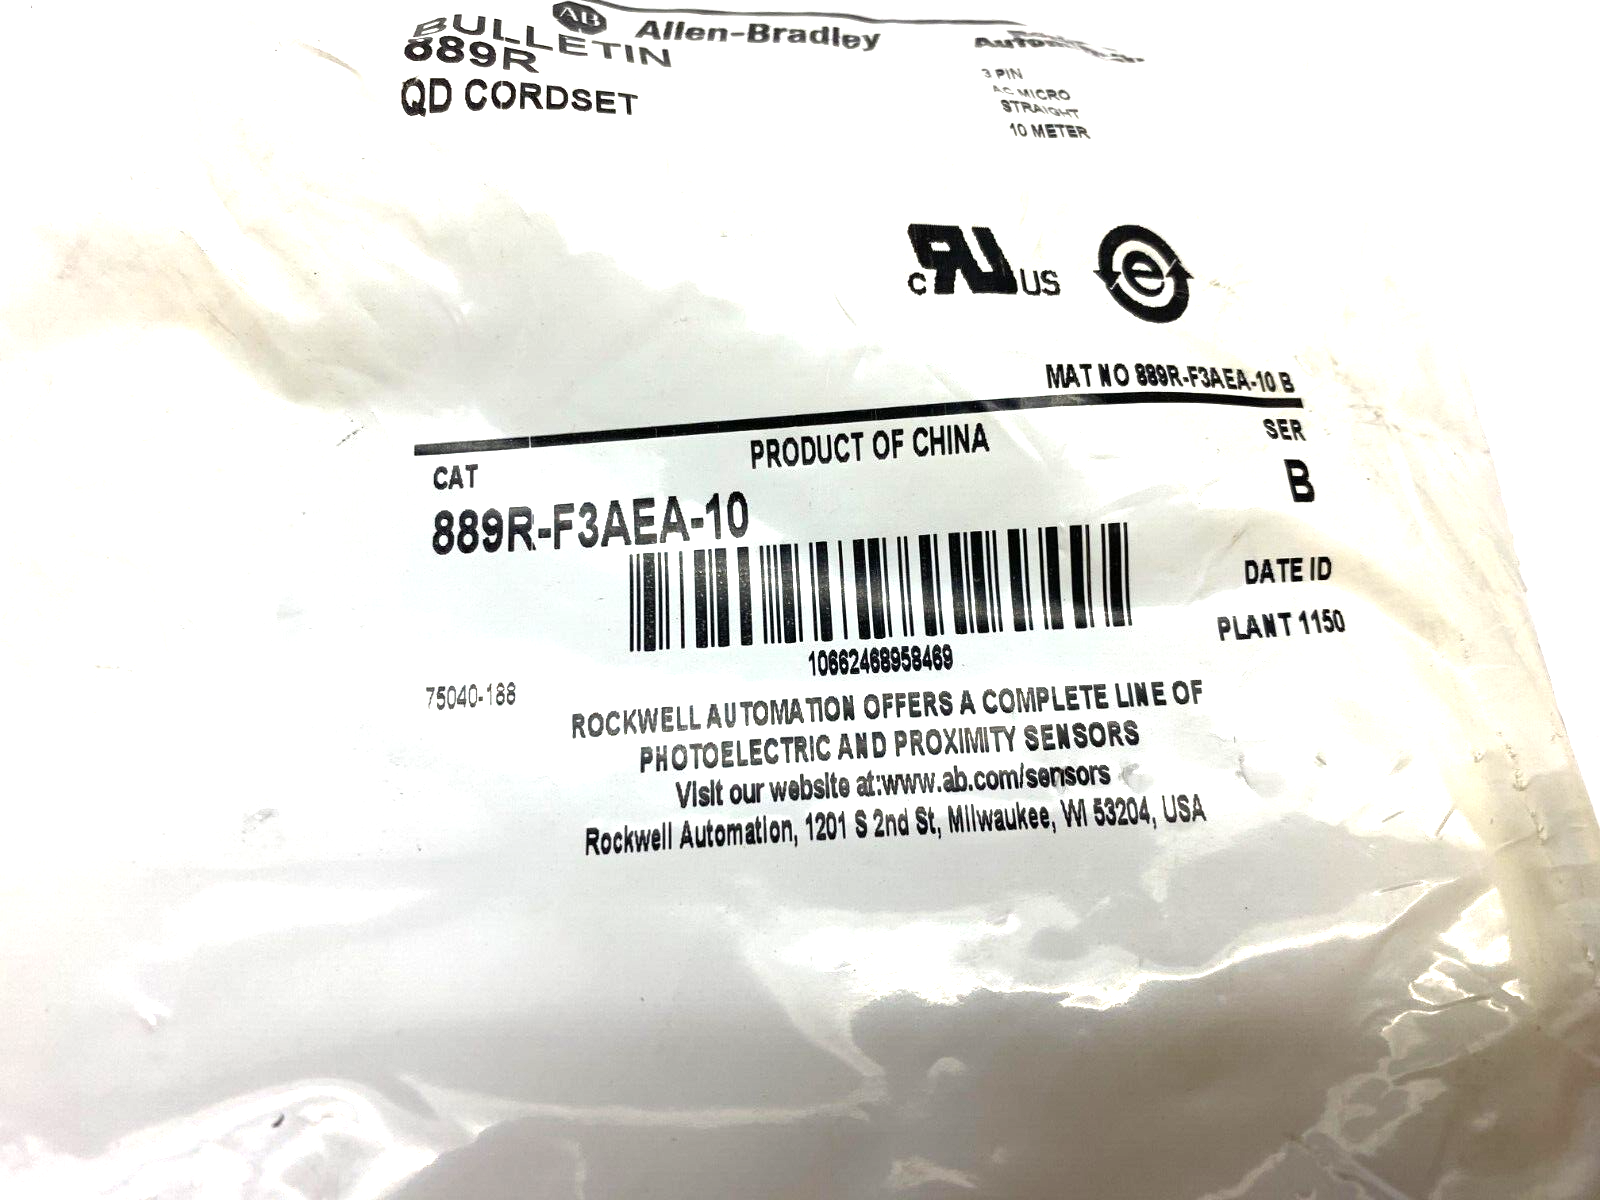 BULLETIN
889R
QD CORDSET
AB Allen-Bradley
3 PIN
AC MICRO
STRAIGHT
10 METER
c RU US
e
MAT NO 889R-F3AEA-10 B
CAT
PRODUCT OF CHINA
SER
889R-F3AEA-10
B
DATE ID
PLANT 1150
10662468958469
75040-188
ROCKWELL AUTOMATION OFFERS A COMPLETE LINE OF
PHOTOELECTRIC AND PROXIMITY SENSORS
Visit our website at:www.ab.com/sensors
Rockwell Automation, 1201 S 2nd St, Milwaukee, WI 53204, USA